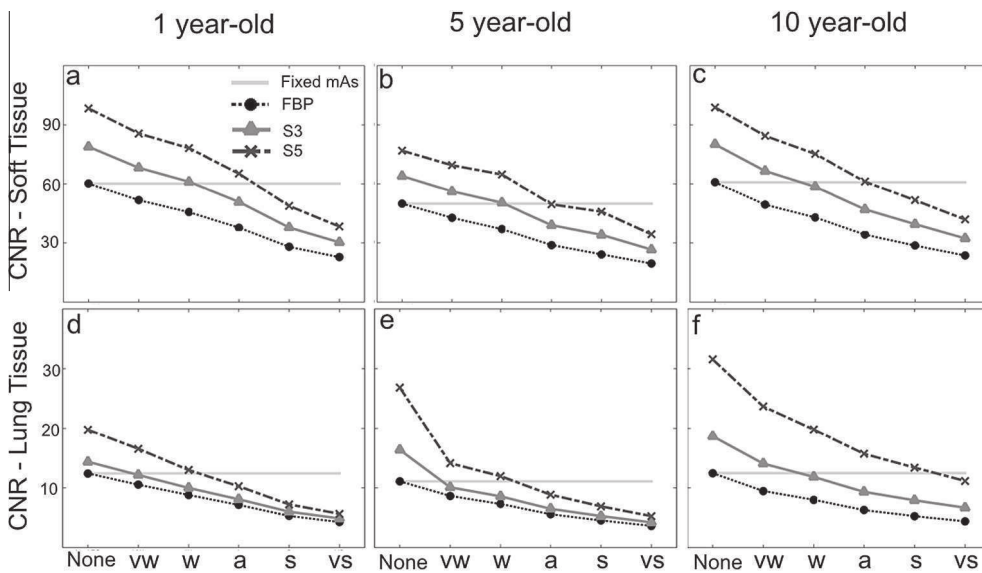 1 year-old 5 year-old 10 year-old
CNR - Soft Tissue
a
Fixed mAs
FBP
S3
S5
90
60
30
b
c
CNR - Lung Tissue
d
30
20
10
e
f
None vw w a s vs
None vw w a s vs
None vw w a s vs